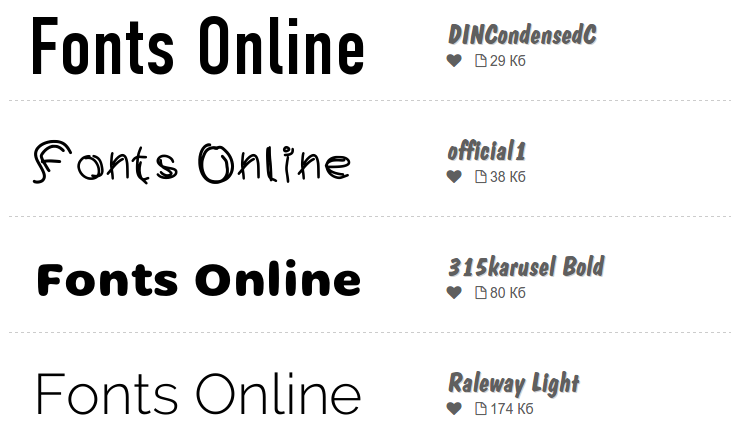 Fonts Online
DINCondensedC
29 Кб
Fonts Online
official1
38 Кб
Fonts Online
315karusel Bold
80 Кб
Fonts Online
Raleway Light
174 Кб